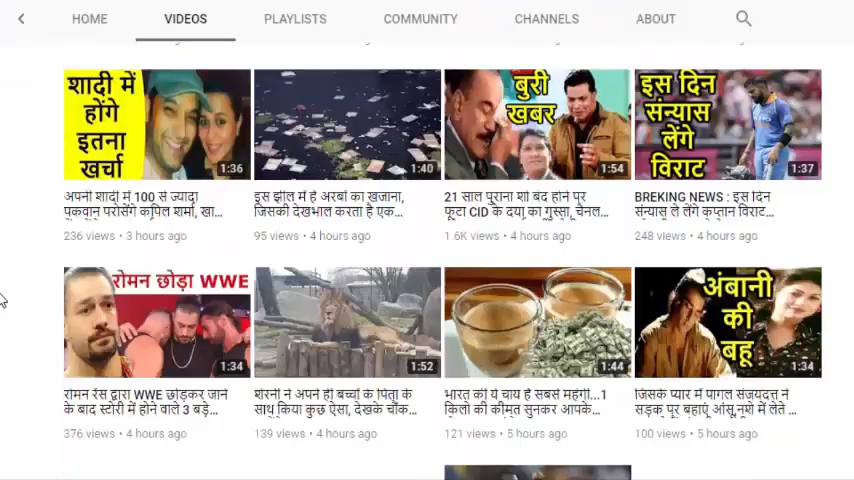 HOME VIDEOS PLAYLISTS COMMUNITY CHANNELS ABOUT
शादी में
होंगे
इतना
खर्चा
1:36
1:40
बुरी
खबर
1:54
इस दिन
संन्यास
लेंगे
विराट
1:37
अपनी शादी में 100 से ज्यादा
पकवान परोसेंगे कपिल शर्मा, खा...
236 views • 3 hours ago
इस झील में है अरबों का खजाना,
जिसकी देखभाल करता है एक...
95 views • 4 hours ago
21 साल पुराना शो बंद होने पर
फूटा CID के दया का गुस्सा, चैनल...
1.6K views • 4 hours ago
BREKING NEWS : इस दिन
संन्यास ले लेंगे कप्तान विराट...
248 views • 4 hours ago
रोमन छोड़ा WWE
1:34
1:52
1:44
अंबानी
की
बहू
1:34
रोमन रेंस द्वारा WWE छोड़कर जाने
के बाद स्टोरी में होने वाले 3 बड़े...
376 views • 4 hours ago
शेरनी ने अपने ही बच्चों के पिता के
साथ किया कुछ ऐसा, देखके चौंक...
139 views • 4 hours ago
भारत की ये चाय है सबसे महंगी...1
किलो की कीमत सुनकर आपके...
121 views • 5 hours ago
जिसके प्यार में पागल संजयदत्त ने
सड़क पर बहाएं आंसू,नशे में लेते ...
100 views • 5 hours ago